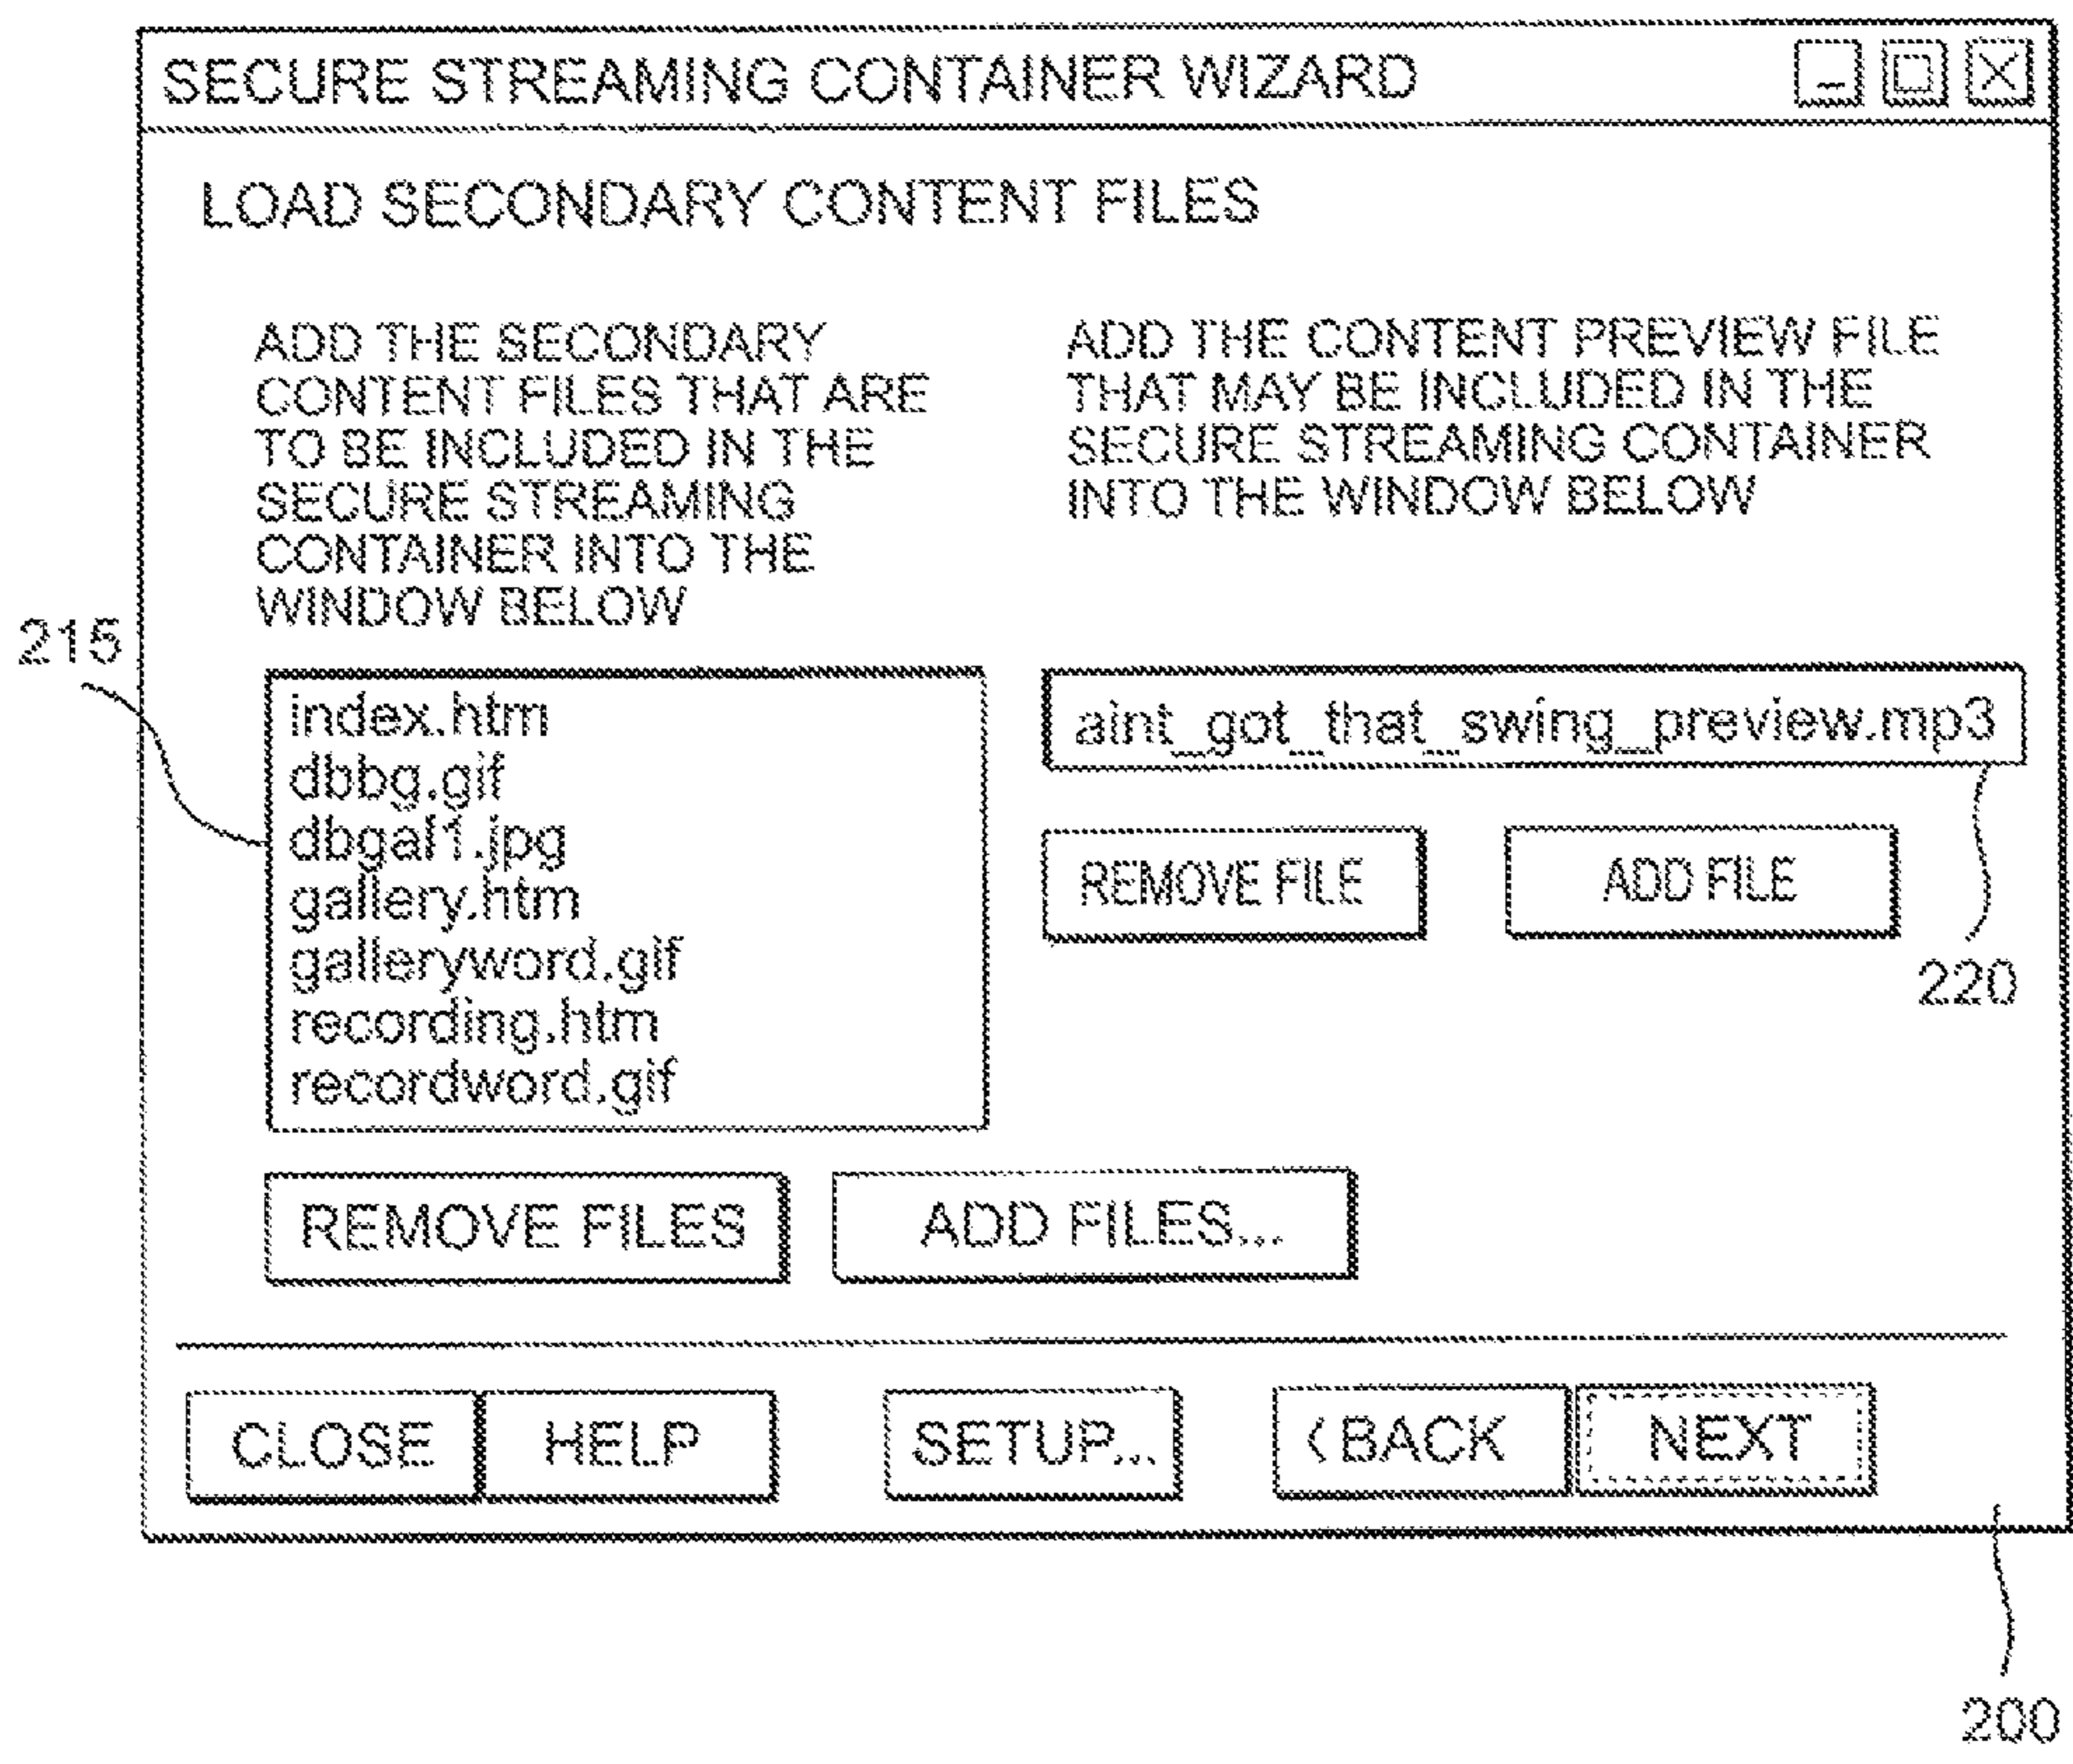 SECURE STREAMING CONTAINER WIZARD
LOAD SECONDARY CONTENT FILES
ADD THE SECONDARY
CONTENT FILES THAT ARE
TO BE INCLUDED IN THE
SECURE STREAMING
CONTAINER INTO THE
WINDOW BELOW
ADD THE CONTENT PREVIEW FILE
THAT MAY BE INCLUDED IN THE
SECURE STREAMING CONTAINER
INTO THE WINDOW BELOW
215
index.htm
dbbg.gif
dbgal1.jpg
gallery.htm
galleryword.gif
recording.htm
recordword.gif
aint_got_that_swing_preview.mp3
REMOVE FILE
ADD FILE
220
REMOVE FILES
ADD FILES...
CLOSE
HELP
SETUP...
<BACK
NEXT
200